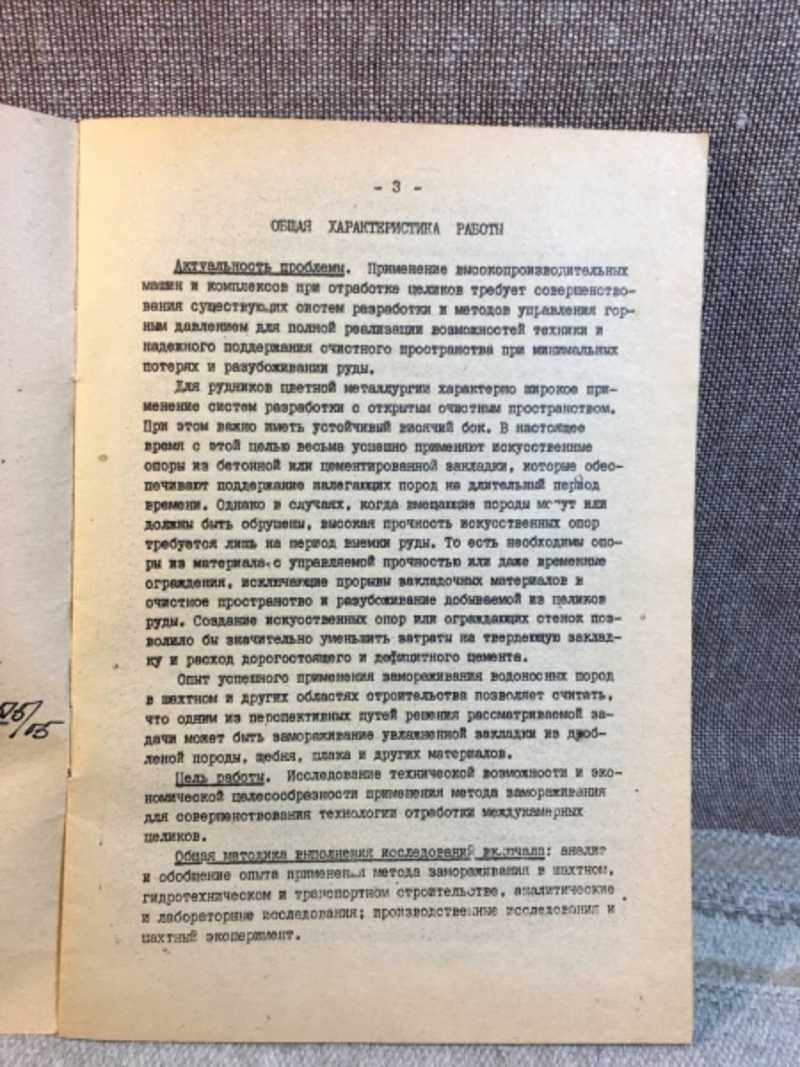 - 3 -
ОБЩАЯ ХАРАКТЕРИСТИКА РАБОТЫ
Актуальность проблемы. Применение высокопроизводительных
машин и комплексов при отработке целиков требует совершенство-
вания существующих систем разработки и методов управления гор-
ным давлением для полной реализации возможностей техники и
надежного поддержания очистного пространства при минимальных
потерях и разубоживании руды.
Для рудников цветной металлургии характерно широкое при-
менение систем разработки с открытым очистным пространством.
При этом важно иметь устойчивый висячий бок. В настоящее
время с этой целью весьма успешно применяют искусственные
опоры из бетонной или цементированной закладки, которые обес-
печивают поддержание налегающих пород на длительный период
времени. Однако в случаях, когда вмещающие породы могут или
должны быть обрушены, высокая прочность искусственных опор
требуется лишь на период выемки руды. То есть необходимы опо-
ры из материала с управляемой прочностью или даже временные
ограждения, исключающие прорывы закладочных материалов в
очистное пространство и разубоживание добываемой из целиков
руды. Создание искусственных опор или ограждающих стенок поз-
волило бы значительно уменьшить затраты на твердеющую заклад-
ку и расход дорогостоящего и дефицитного цемента.
Опыт успешного применения замораживания водоносных пород
в шахтном и других областях строительства позволяет считать,
что одним из перспективных путей решения рассматриваемой за-
дачи может быть замораживание увлажненной закладки из дроб-
леной породы, щебня, шлака и других материалов.
Цель работы. Исследование технической возможности и эко-
номической целесообразности применения метода замораживания
для совершенствования технологии отработки междукамерных
целиков.
Общая методика выполнения исследований включала: анализ
и обобщение опыта применения метода замораживания в шахтном,
гидротехническом и транспортном строительстве, аналитические
и лабораторные исследования; производственные исследования и
шахтный эксперимент.